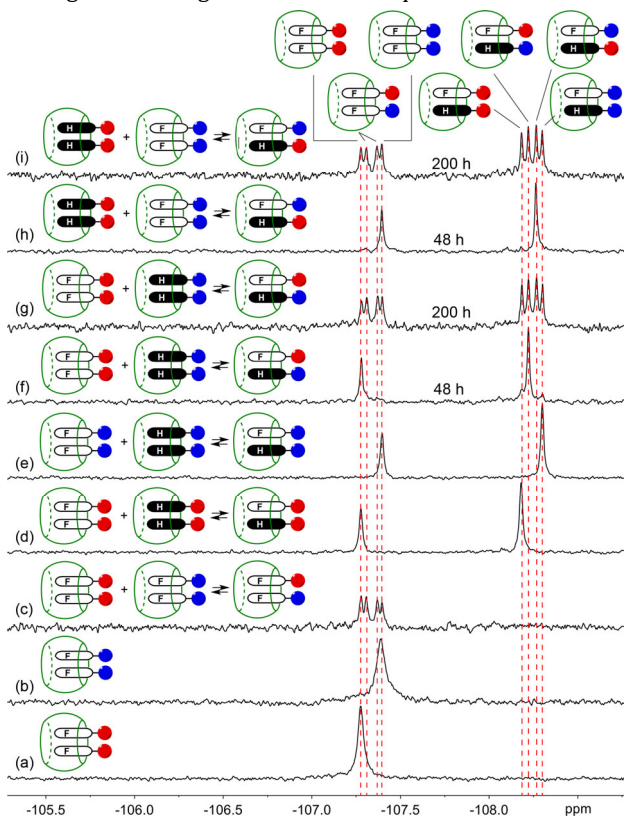 F F F F
F F H H
F F F
F H H
H + F ⇌ F
H F H
(i) 200 h
H + F ⇌ F
H F H
(h) 48 h
F + H ⇌ F
F H H
(g) 200 h
F + H ⇌ F
F H H
(f) 48 h
F + H ⇌ F
F H H
(e)
F + H ⇌ F
F H H
(d)
F + F ⇌ F
F F F
(c)
F
F
(b)
F
F
(a)
-105.5 -106.0 -106.5 -107.0 -107.5 -108.0 ppm